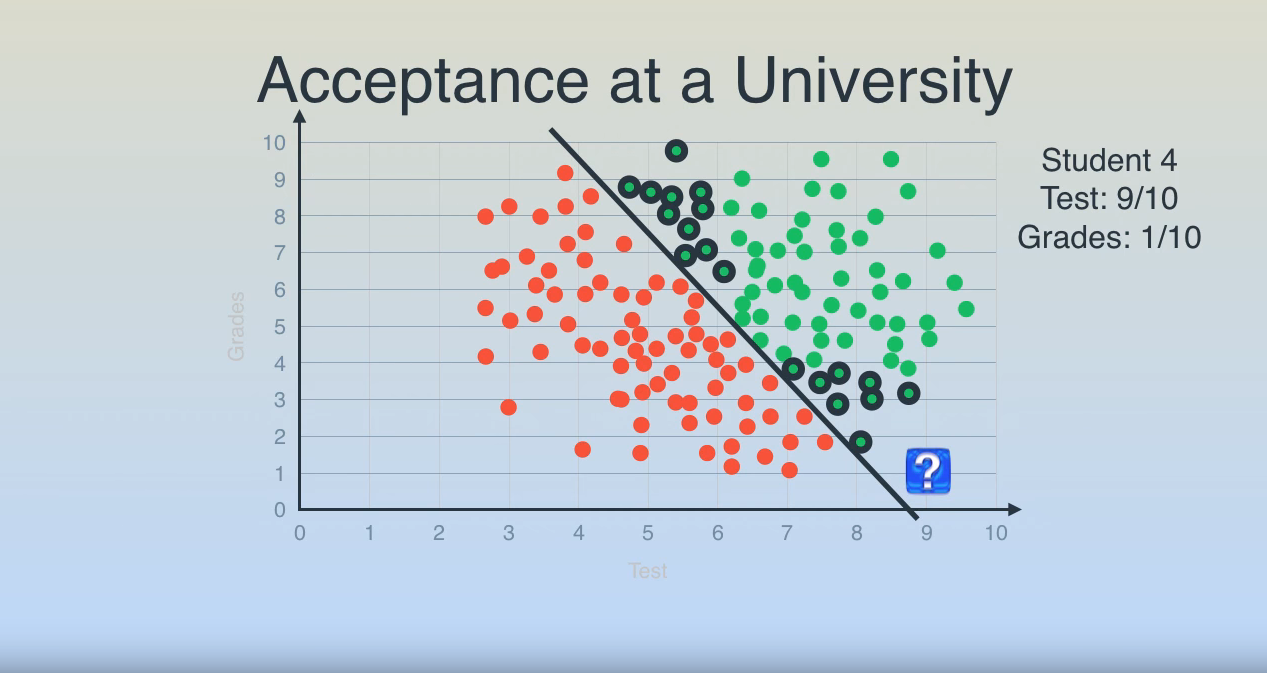 Acceptance at a University
Student 4
Test: 9/10
Grades: 1/10
10
9
8
7
6
5
4
3
2
1
0
Grades
?
0 1 2 3 4 5 6 7 8 9 10
Test